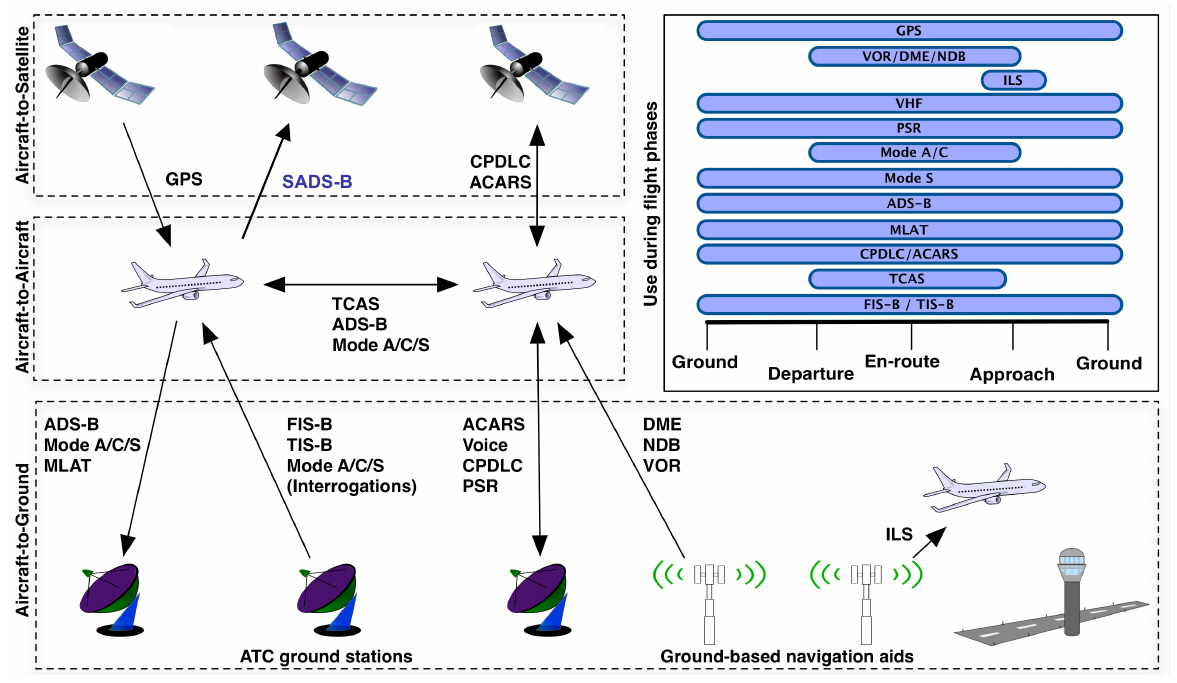 Aircraft-to-Satellite
GPS
SADS-B
CPDLC
ACARS
Aircraft-to-Aircraft
TCAS
ADS-B
Mode A/C/S
Use during flight phases
GPS
VOR/DME/NDB
ILS
VHF
PSR
Mode A/C
Mode S
ADS-B
MLAT
CPDLC/ACARS
TCAS
FIS-B / TIS-B
Ground
Departure
En-route
Approach
Ground
Aircraft-to-Ground
ADS-B
Mode A/C/S
MLAT
FIS-B
TIS-B
Mode A/C/S
(Interrogations)
ACARS
Voice
CPDLC
PSR
DME
NDB
VOR
ILS
ATC ground stations
Ground-based navigation aids